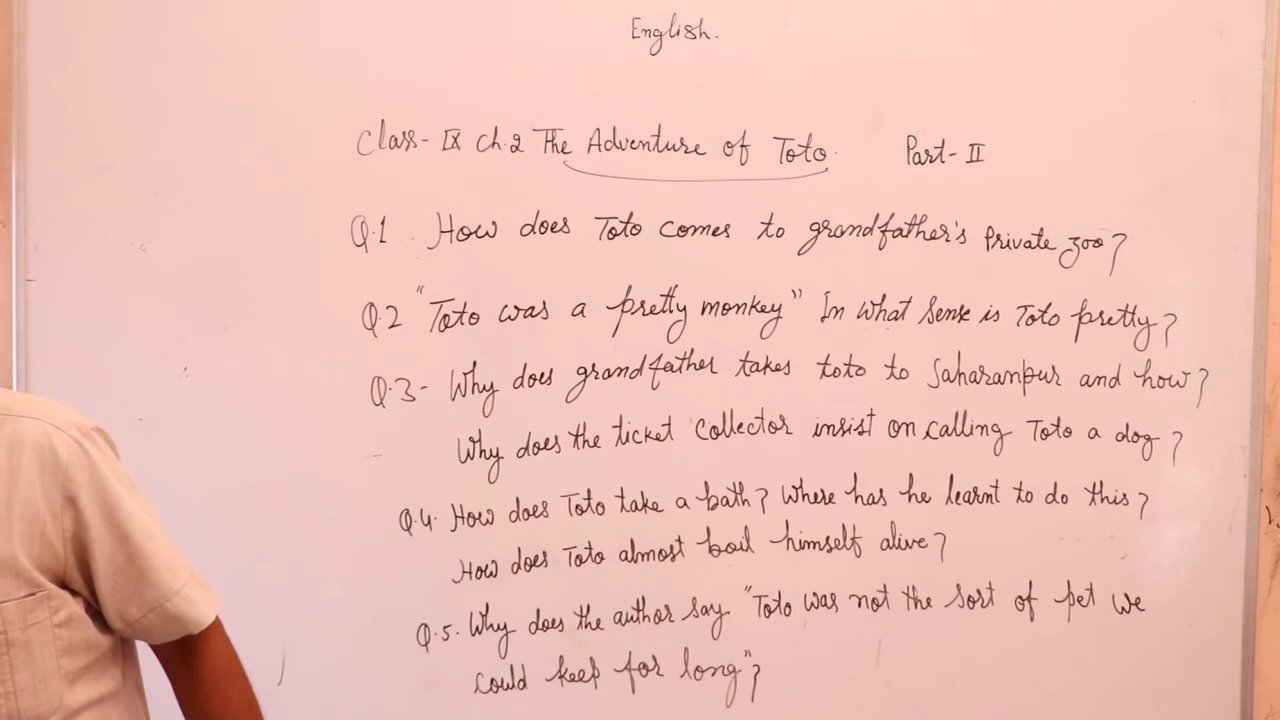 English.
Class- IX Ch.2 The Adventure of Toto. Part- II
Q.1 . How does Toto comes to grandfather's Private zoo?
Q.2 "Toto was a pretty monkey" In what sense is Toto pretty?
Q.3- Why does grandfather takes toto to Saharanpur and how?
Why does the ticket collector insist on calling Toto a dog?
Q.4. How does Toto take a bath? Where has he learnt to do this?
How does Toto almost boil himself alive?
Q.5. Why does the author say "Toto was not the sort of pet we
could keep for long"?